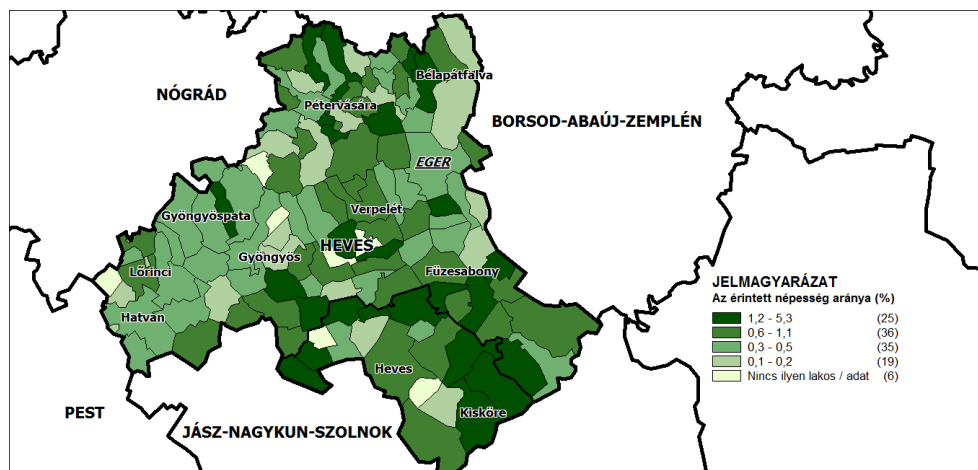 NÓGRÁD
Bélapátfalva
Pétervására
BORSOD-ABAÚJ-ZEMPLÉN
EGER
Gyöngyöspata
Verpelét
HEVES
Gyöngyös
Lőrinci
Füzesabony
Hatvan
Heves
Kisköre
PEST
JÁSZ-NAGYKUN-SZOLNOK
JELMAGYARÁZAT
Az érintett népesség aránya (%)
1,2 - 5,3 (25)
0,6 - 1,1 (36)
0,3 - 0,5 (35)
0,1 - 0,2 (19)
Nincs ilyen lakos / adat (6)